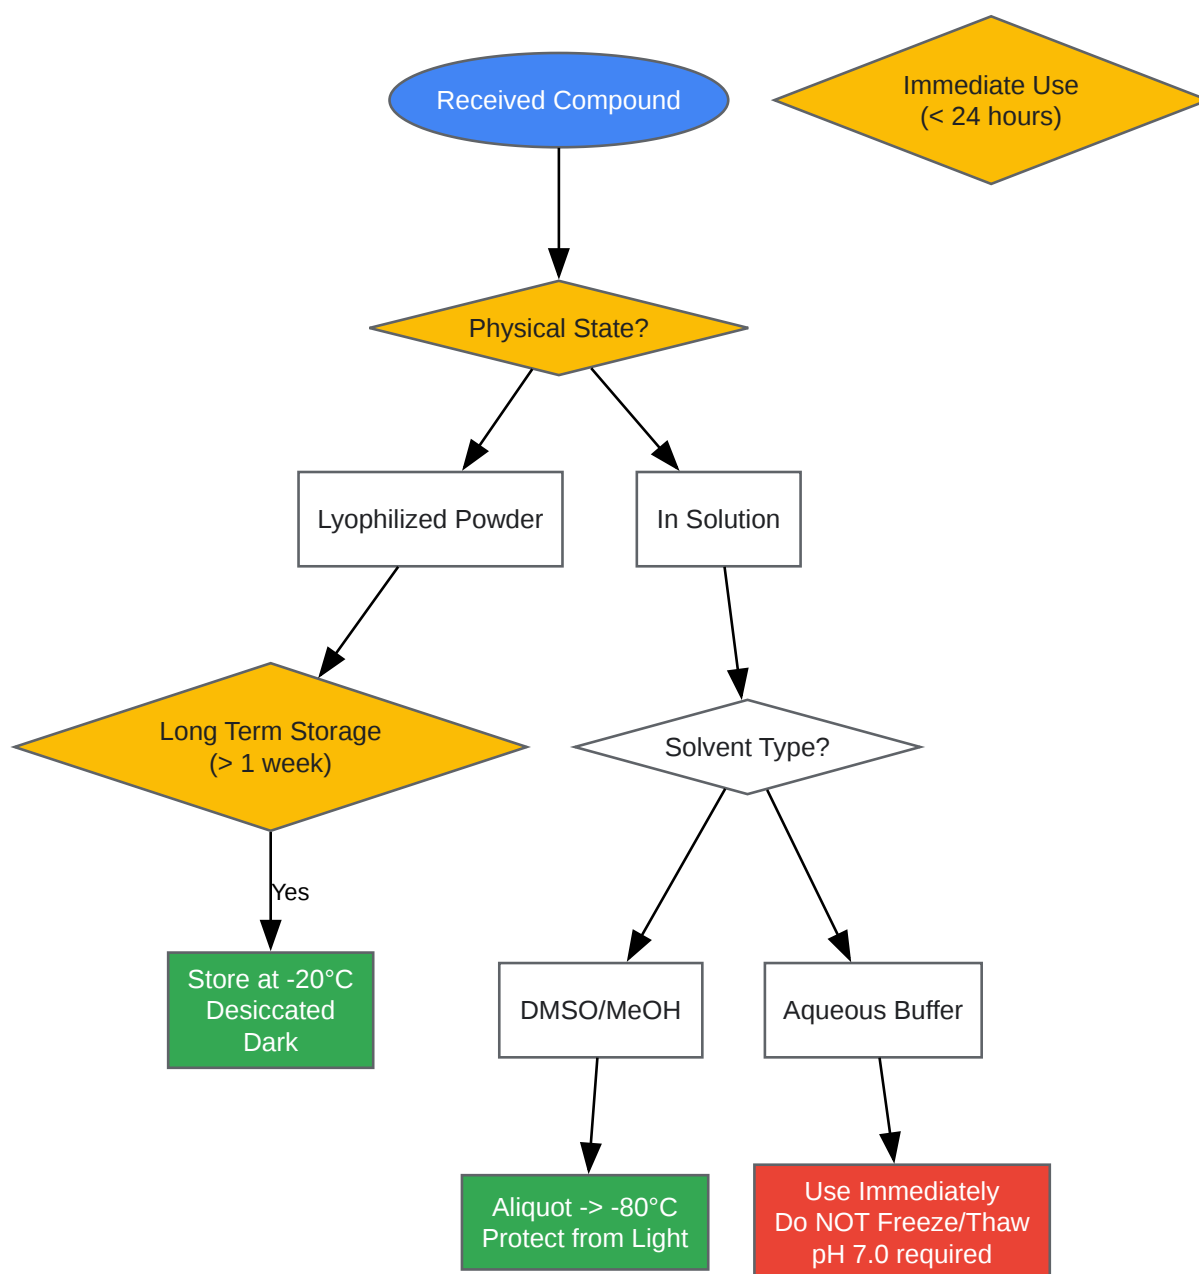 Received Compound
Immediate Use
(< 24 hours)
Physical State?
Lyophilized Powder
In Solution
Long Term Storage
(> 1 week)
Solvent Type?
Yes
Store at -20°C
Desiccated
Dark
DMSO/MeOH
Aqueous Buffer
Aliquot -> -80°C
Protect from Light
Use Immediately
Do NOT Freeze/Thaw
pH 7.0 required